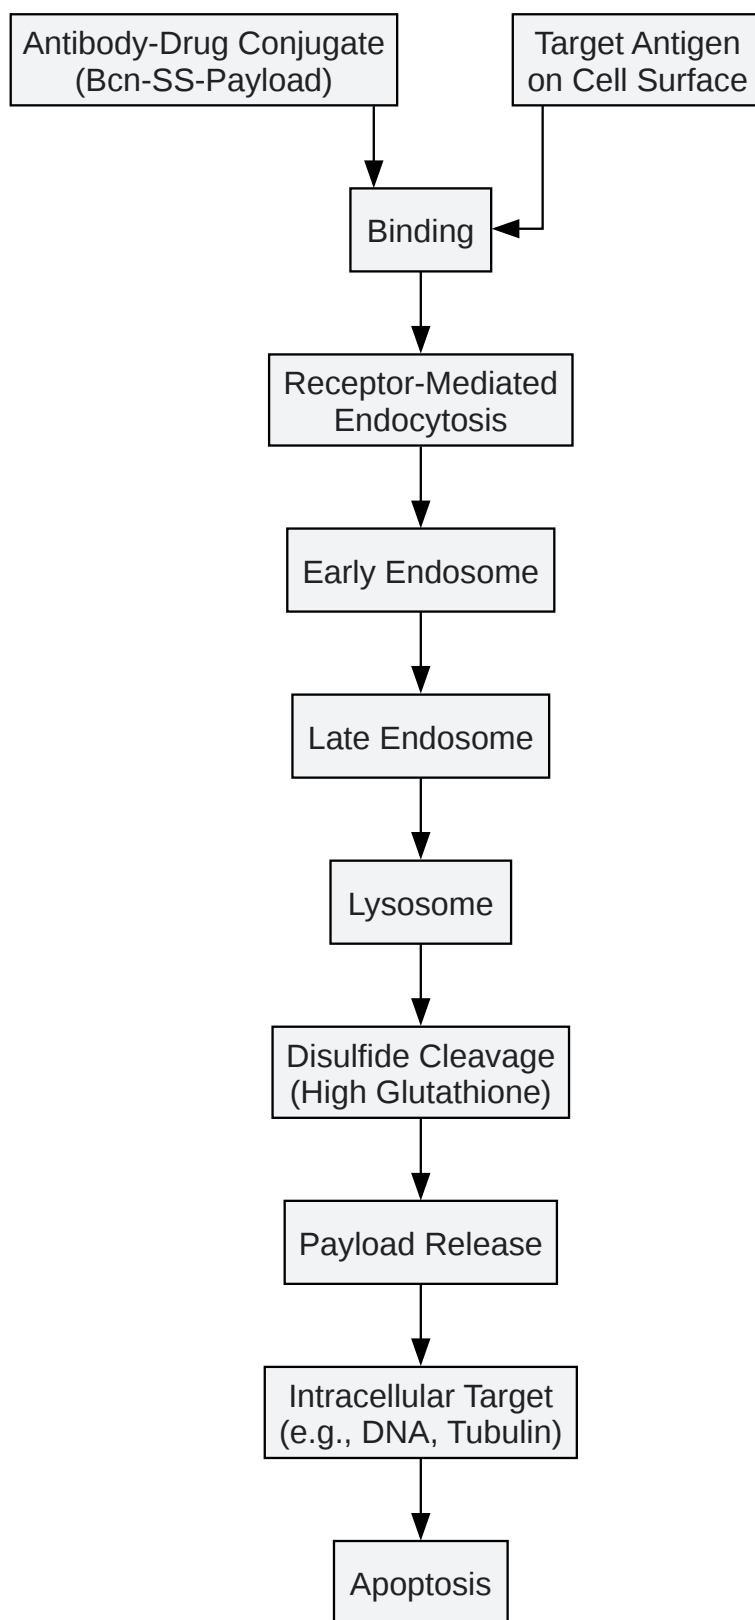 Antibody-Drug Conjugate
(Bcn-SS-Payload)
Target Antigen
on Cell Surface
Binding
Receptor-Mediated
Endocytosis
Early Endosome
Late Endosome
Lysosome
Disulfide Cleavage
(High Glutathione)
Payload Release
Intracellular Target
(e.g., DNA, Tubulin)
Apoptosis